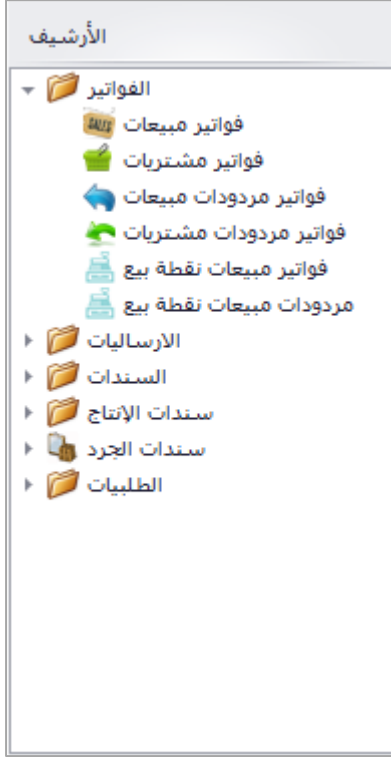 الأرشيف
الفواتير
فواتير مبيعات SALES
فواتير مشتريات
فواتير مردودات مبيعات
فواتير مردودات مشتريات
فواتير مبيعات نقطة بيع
مردودات مبيعات نقطة بيع
الارساليات
السندات
سندات الإنتاج
سندات الجرد
الطلبيات